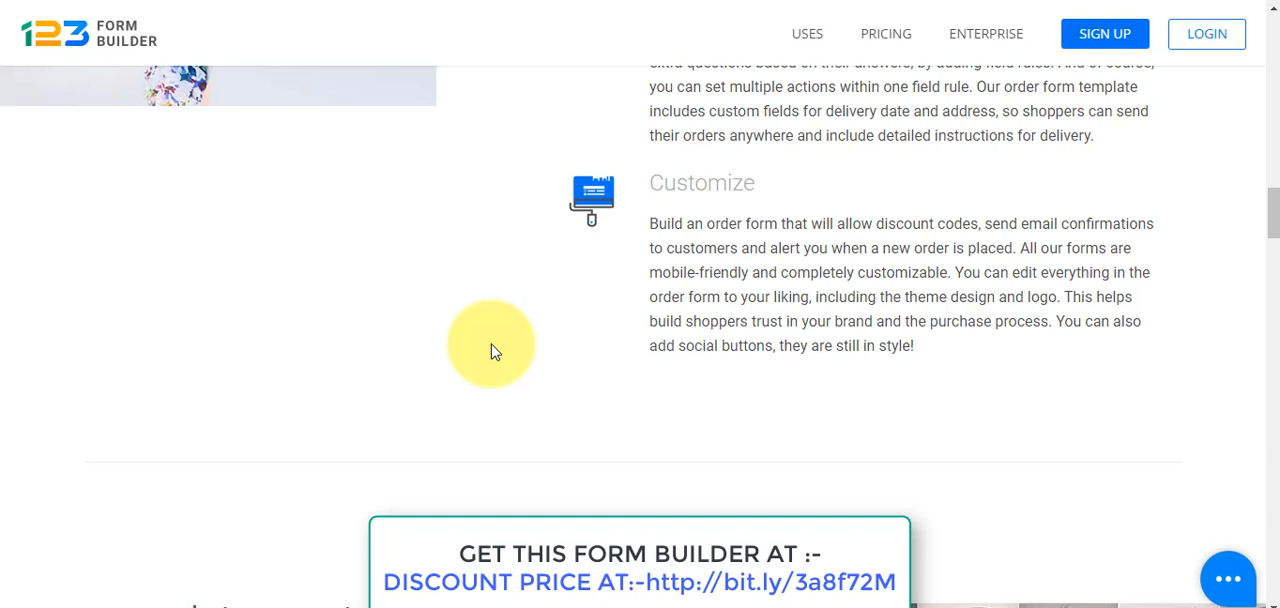 123 FORM BUILDER
USES
PRICING
ENTERPRISE
SIGN UP
LOGIN
you can set multiple actions within one field rule. Our order form template
includes custom fields for delivery date and address, so shoppers can send
their orders anywhere and include detailed instructions for delivery.
Customize
Build an order form that will allow discount codes, send email confirmations
to customers and alert you when a new order is placed. All our forms are
mobile-friendly and completely customizable. You can edit everything in the
order form to your liking, including the theme design and logo. This helps
build shoppers trust in your brand and the purchase process. You can also
add social buttons, they are still in style!
GET THIS FORM BUILDER AT :-
DISCOUNT PRICE AT:-http://bit.ly/3a8f72M